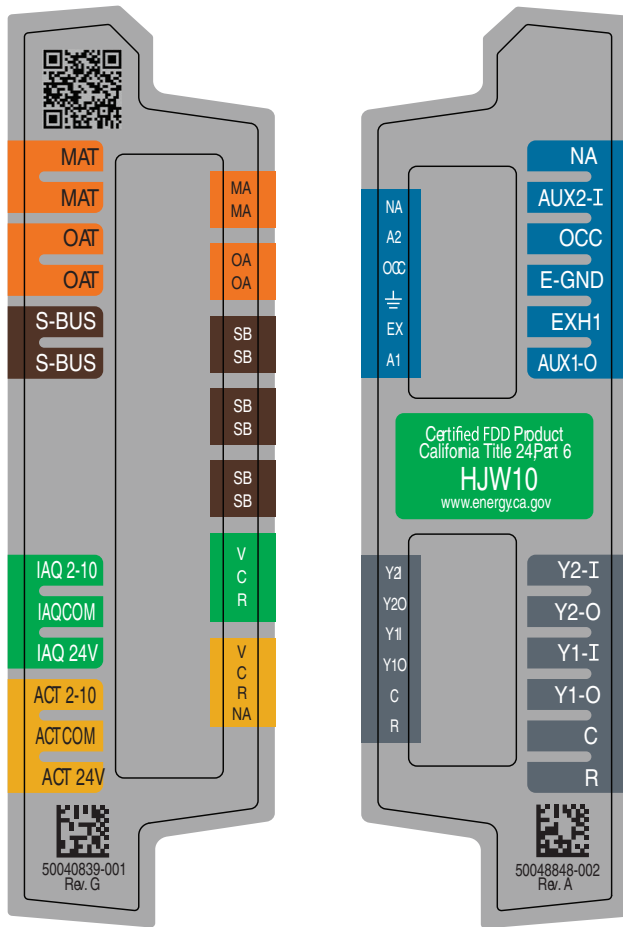 MAT
MAT
OAT
OAT
S-BUS
S-BUS
IAQ 2-10
IAQCOM
IAQ 24V
ACT 2-10
ACTCOM
ACT 24V
MA
MA
OA
OA
SB
SB
SB
SB
SB
SB
V
C
R
V
C
R
NA
50040839-001
Rev. G
NA
A2
OCC
EX
A1
NA
AUX2-I
OCC
E-GND
EXH1
AUX1-O
Certified FDD Product
California Title 24,Part 6
HJW10
www.energy.ca.gov
Y2I
Y2O
Y1I
Y1O
C
R
Y2-I
Y2-O
Y1-I
Y1-O
C
R
50048848-002
Rev. A